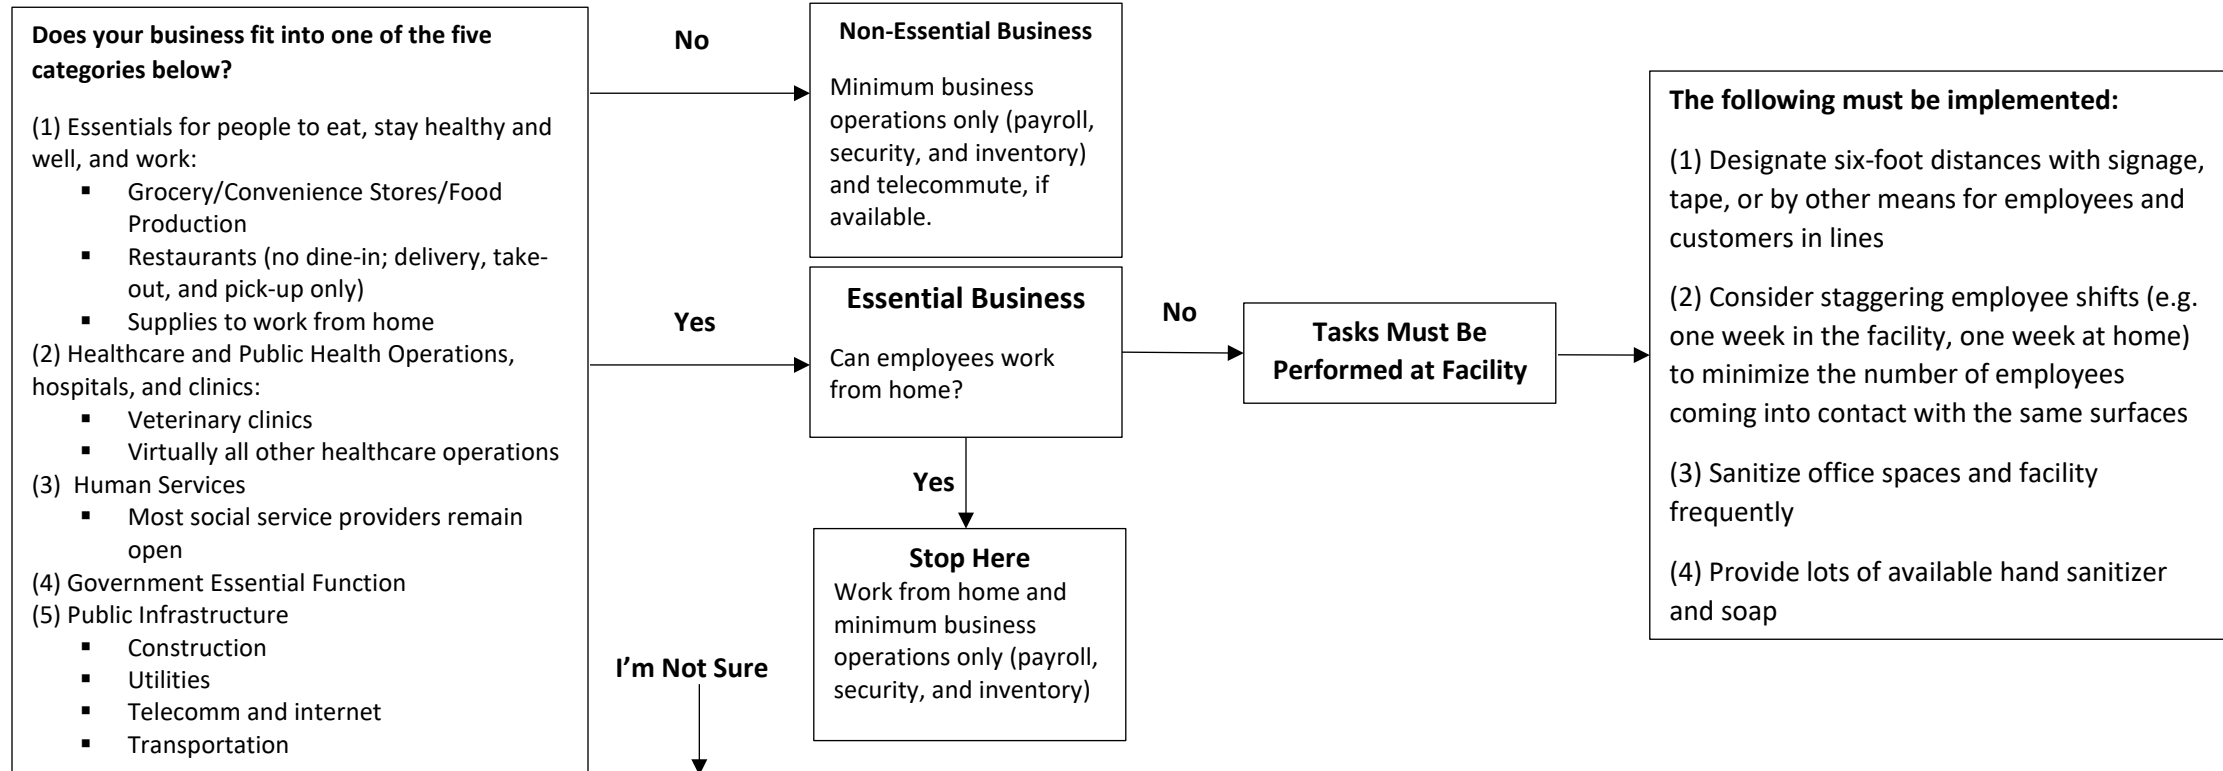 Does your business fit into one of the five
categories below?
(1) Essentials for people to eat, stay healthy and
well, and work:
▪ Grocery/Convenience Stores/Food
Production
▪ Restaurants (no dine-in; delivery, take-
out, and pick-up only)
▪ Supplies to work from home
(2) Healthcare and Public Health Operations,
hospitals, and clinics:
▪ Veterinary clinics
▪ Virtually all other healthcare operations
(3) Human Services
▪ Most social service providers remain
open
(4) Government Essential Function
(5) Public Infrastructure
▪ Construction
▪ Utilities
▪ Telecomm and internet
▪ Transportation
No
Non-Essential Business
Minimum business
operations only (payroll,
security, and inventory)
and telecommute, if
available.
Yes
Essential Business
Can employees work
from home?
No
Tasks Must Be
Performed at Facility
Yes
Stop Here
Work from home and
minimum business
operations only (payroll,
security, and inventory)
I’m Not Sure
The following must be implemented:
(1) Designate six-foot distances with signage,
tape, or by other means for employees and
customers in lines
(2) Consider staggering employee shifts (e.g.
one week in the facility, one week at home)
to minimize the number of employees
coming into contact with the same surfaces
(3) Sanitize office spaces and facility
frequently
(4) Provide lots of available hand sanitizer
and soap